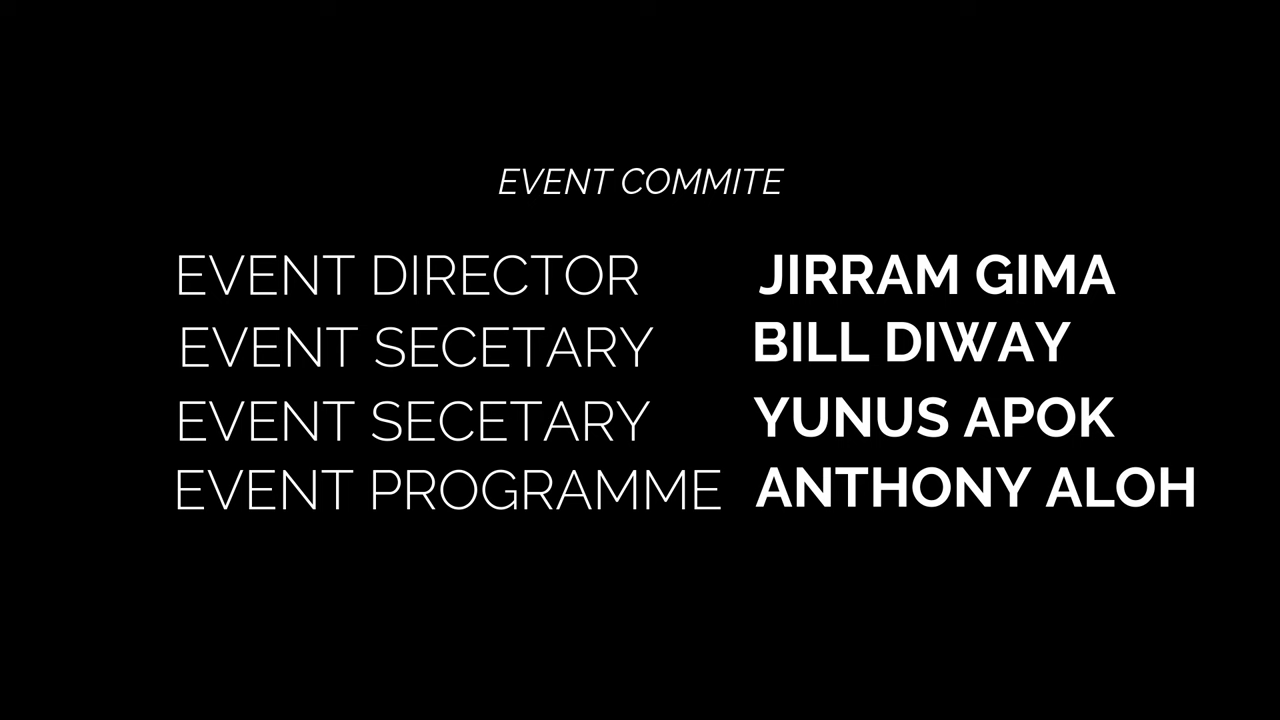 EVENT COMMITE
EVENT DIRECTOR JIRRAM GIMA
EVENT SECETARY BILL DIWAY
EVENT SECETARY YUNUS APOK
EVENT PROGRAMME ANTHONY ALOH